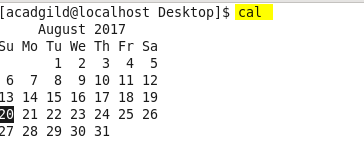 [acadgild@localhost Desktop]$ cal
August 2017
Su Mo Tu We Th Fr Sa
1 2 3 4 5
6 7 8 9 10 11 12
13 14 15 16 17 18 19
20 21 22 23 24 25 26
27 28 29 30 31